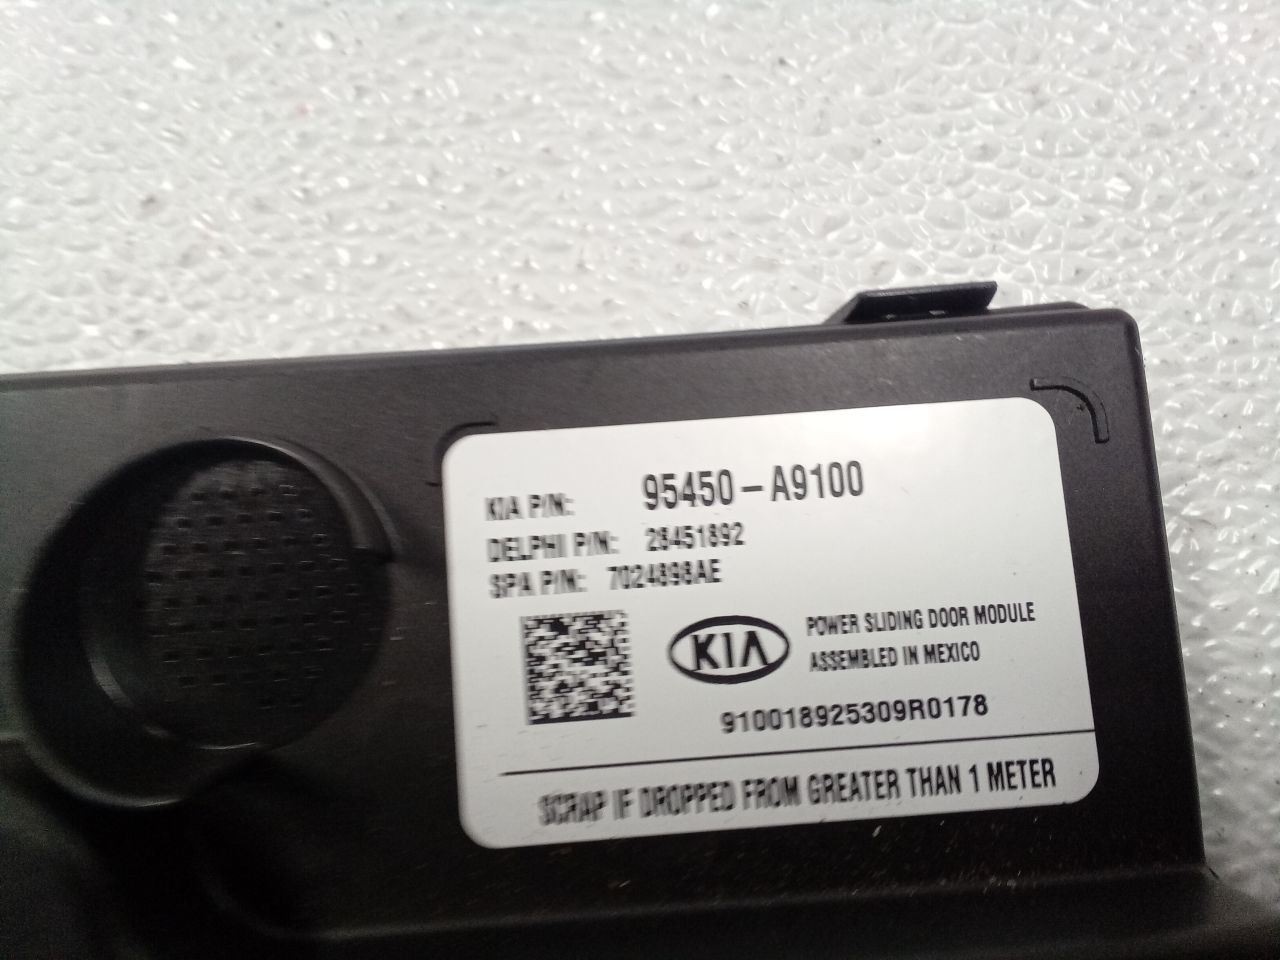 KIA P/N: 95450-A9100
DELPHI P/N: 28451892
SPA P/N: 7024898AE
KIA
POWER SLIDING DOOR MODULE
ASSEMBLED IN MEXICO
910018925309R0178
SCRAP IF DROPPED FROM GREATER THAN 1 METER